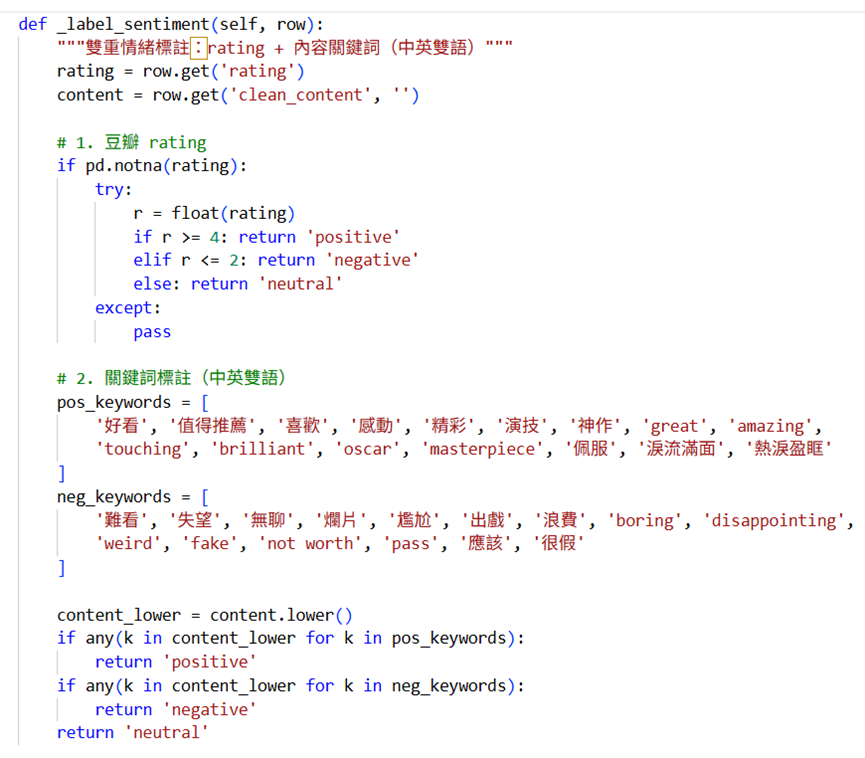 def _label_sentiment(self, row):
    """雙重情緒標註：rating + 內容關鍵詞（中英雙語）"""
    rating = row.get('rating')
    content = row.get('clean_content', '')
    # 1. 豆瓣 rating
    if pd.notna(rating):
        try:
            r = float(rating)
            if r >= 4: return 'positive'
            elif r <= 2: return 'negative'
            else: return 'neutral'
        except:
            pass
    # 2. 關鍵詞標註（中英雙語）
    pos_keywords = [
        '好看', '值得推薦', '喜歡', '感動', '精彩', '演技', '神作', 'great', 'amazing',
        'touching', 'brilliant', 'oscar', 'masterpiece', '佩服', '淚流滿面', '熱淚盈眶'
    ]
    neg_keywords = [
        '難看', '失望', '無聊', '爛片', '尷尬', '出戲', '浪費', 'boring', 'disappointing',
        'weird', 'fake', 'not worth', 'pass', '應該', '很假'
    ]
    content_lower = content.lower()
    if any(k in content_lower for k in pos_keywords):
        return 'positive'
    if any(k in content_lower for k in neg_keywords):
        return 'negative'
    return 'neutral'